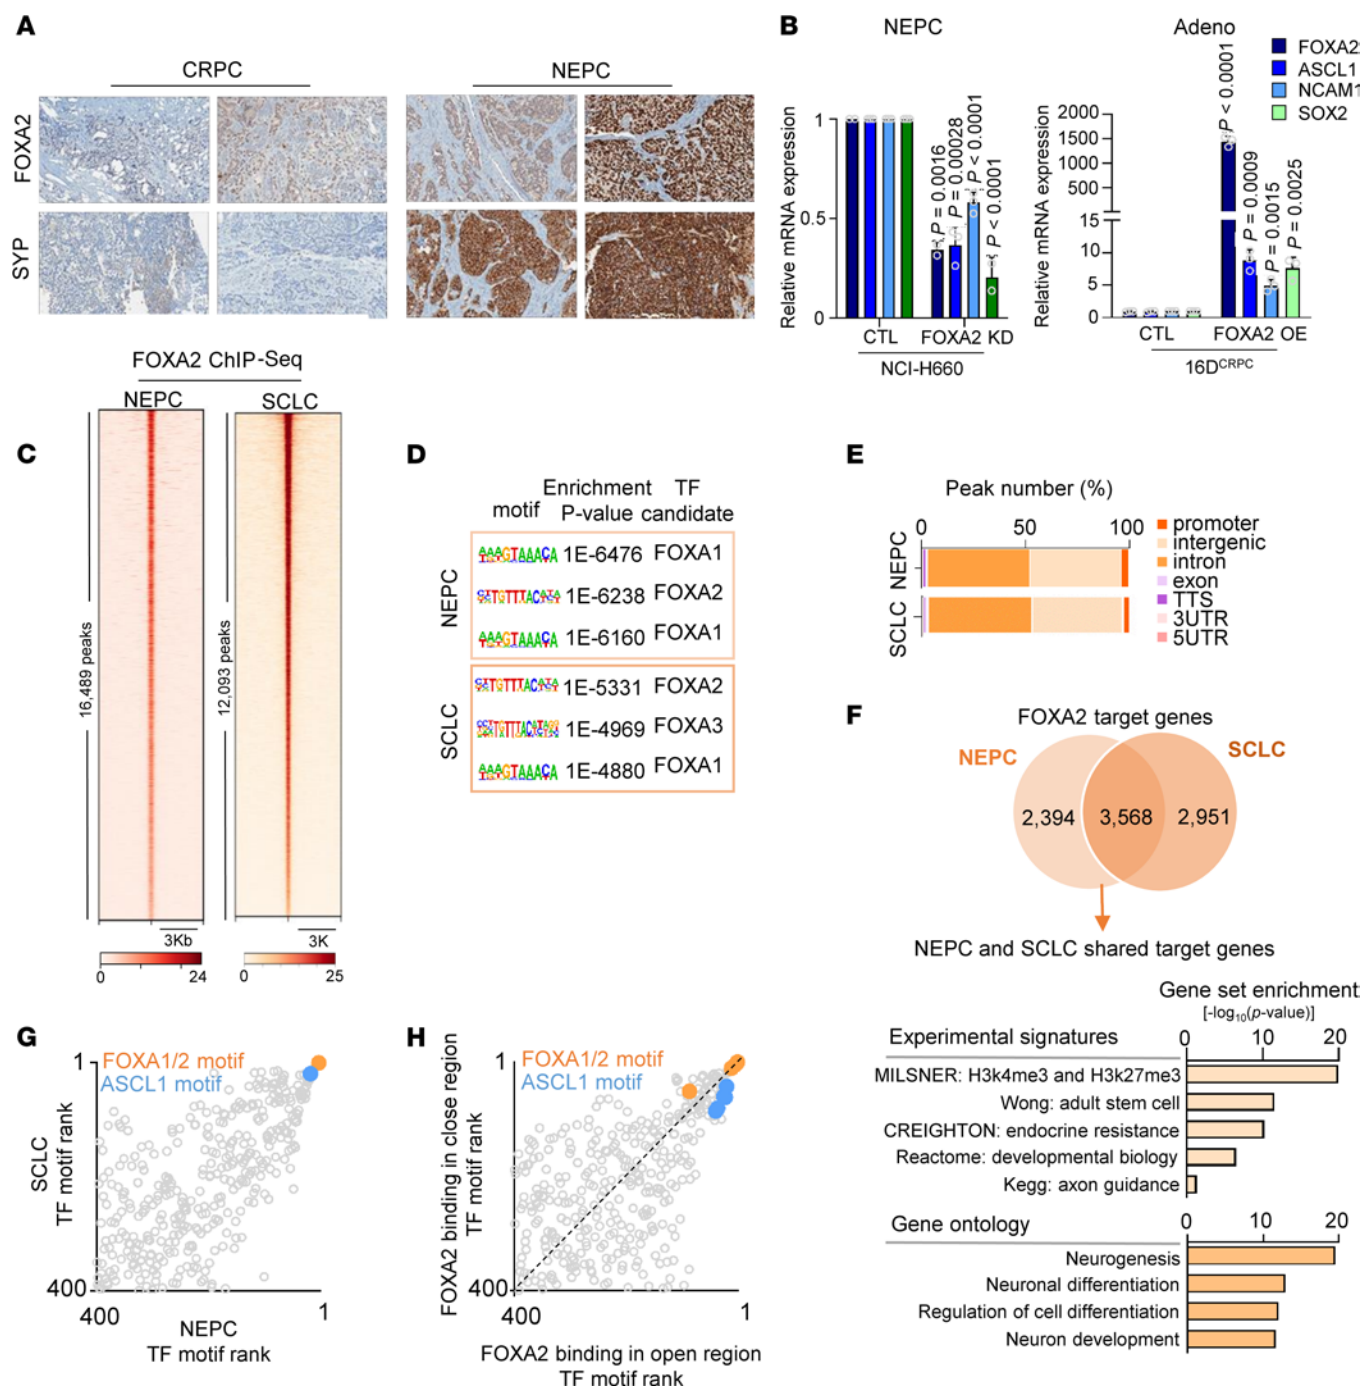 A
CRPC
NEPC
FOXA2
SYP
B
NEPC
Adeno
FOXA2
ASCL1
NCAM1
SOX2
Relative mRNA expression
1
0.5
0
P = 0.0016
P = 0.00028
P < 0.0001
P < 0.0001
CTL
FOXA2 KD
NCI-H660
Relative mRNA expression
2000
1500
1000
500
15
10
5
0
P < 0.0001
P = 0.0009
P = 0.0015
P = 0.0025
CTL
FOXA2 OE
16DCRPC
C
FOXA2 ChIP-Seq
NEPC
SCLC
16,489 peaks
12,093 peaks
3Kb
3K
0 24
0 25
D
motif
Enrichment P-value
TF candidate
NEPC
1E-6476 FOXA1
1E-6238 FOXA2
1E-6160 FOXA1
SCLC
1E-5331 FOXA2
1E-4969 FOXA3
1E-4880 FOXA1
E
Peak number (%)
0 50 100
NEPC
SCLC
promoter
intergenic
intron
exon
TTS
3UTR
5UTR
F
FOXA2 target genes
NEPC
SCLC
2,394 3,568 2,951
NEPC and SCLC shared target genes
Gene set enrichment:
[-log10(p-value)]
Experimental signatures
0 10 20
MILSNER: H3k4me3 and H3k27me3
Wong: adult stem cell
CREIGHTON: endocrine resistance
Reactome: developmental biology
Kegg: axon guidance
Gene ontology
0 10 20
Neurogenesis
Neuronal differentiation
Regulation of cell differentiation
Neuron development
G
FOXA1/2 motif
ASCL1 motif
1
400
SCLC
TF motif rank
400 1
NEPC
TF motif rank
H
FOXA1/2 motif
ASCL1 motif
1
400
FOXA2 binding in close region
TF motif rank
400 1
FOXA2 binding in open region
TF motif rank